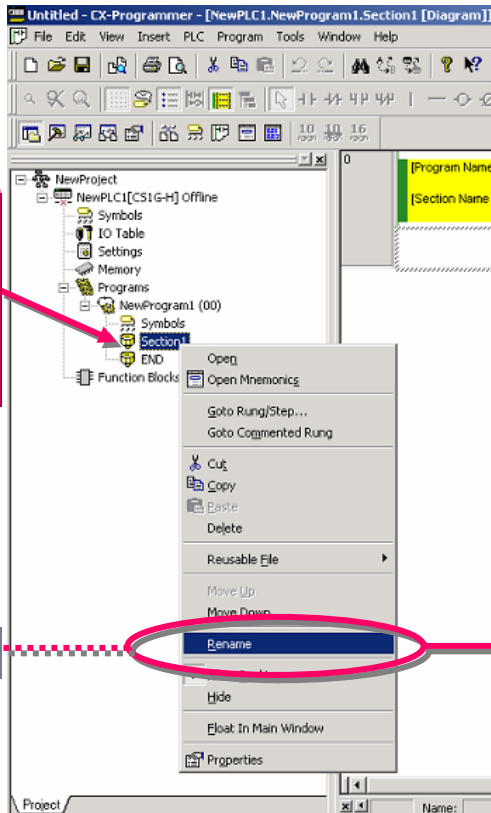 Untitled - CX-Programmer - [NewPLC1.NewProgram1.Section1 [Diagram]]
File Edit View Insert PLC Program Tools Window Help
10 10 16
NewProject
NewPLC1[CS1G-H] Offline
Symbols
IO Table
Settings
Memory
Programs
NewProgram1 (00)
Symbols
Section1
END
Function Blocks
0
[Program Name
[Section Name
Open
Open Mnemonics
Goto Rung/Step...
Goto Commented Rung
Cut
Copy
Paste
Delete
Reusable File
Move Up
Move Down
Rename
Hide
Float In Main Window
Properties
Project
Name: